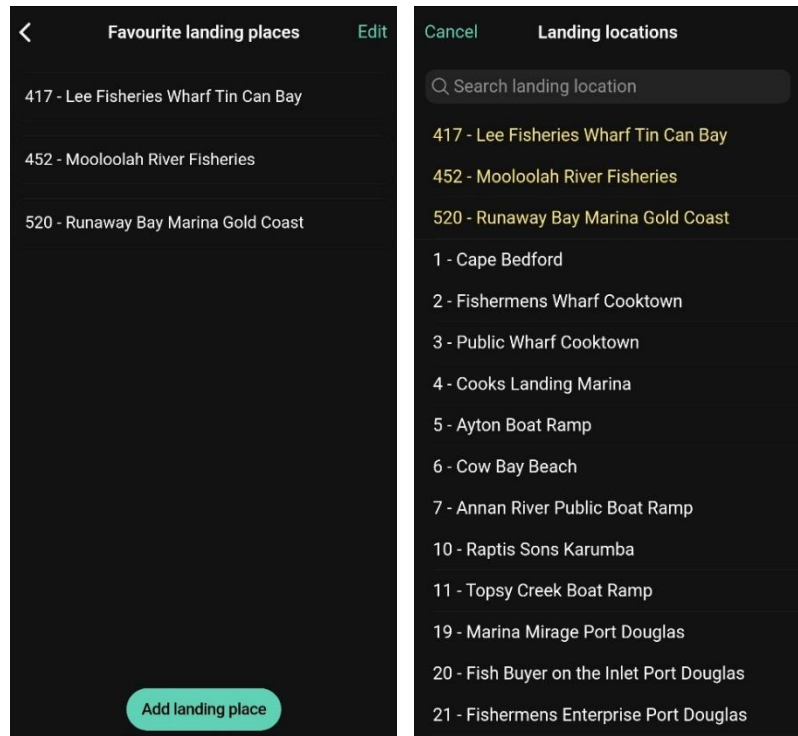 Favourite landing places
Edit
417 - Lee Fisheries Wharf Tin Can Bay
452 - Mooloolah River Fisheries
520 - Runaway Bay Marina Gold Coast
Add landing place
Cancel
Landing locations
Search landing location
417 - Lee Fisheries Wharf Tin Can Bay
452 - Mooloolah River Fisheries
520 - Runaway Bay Marina Gold Coast
1 - Cape Bedford
2 - Fishermens Wharf Cooktown
3 - Public Wharf Cooktown
4 - Cooks Landing Marina
5 - Ayton Boat Ramp
6 - Cow Bay Beach
7 - Annan River Public Boat Ramp
10 - Raptis Sons Karumba
11 - Topsy Creek Boat Ramp
19 - Marina Mirage Port Douglas
20 - Fish Buyer on the Inlet Port Douglas
21 - Fishermens Enterprise Port Douglas